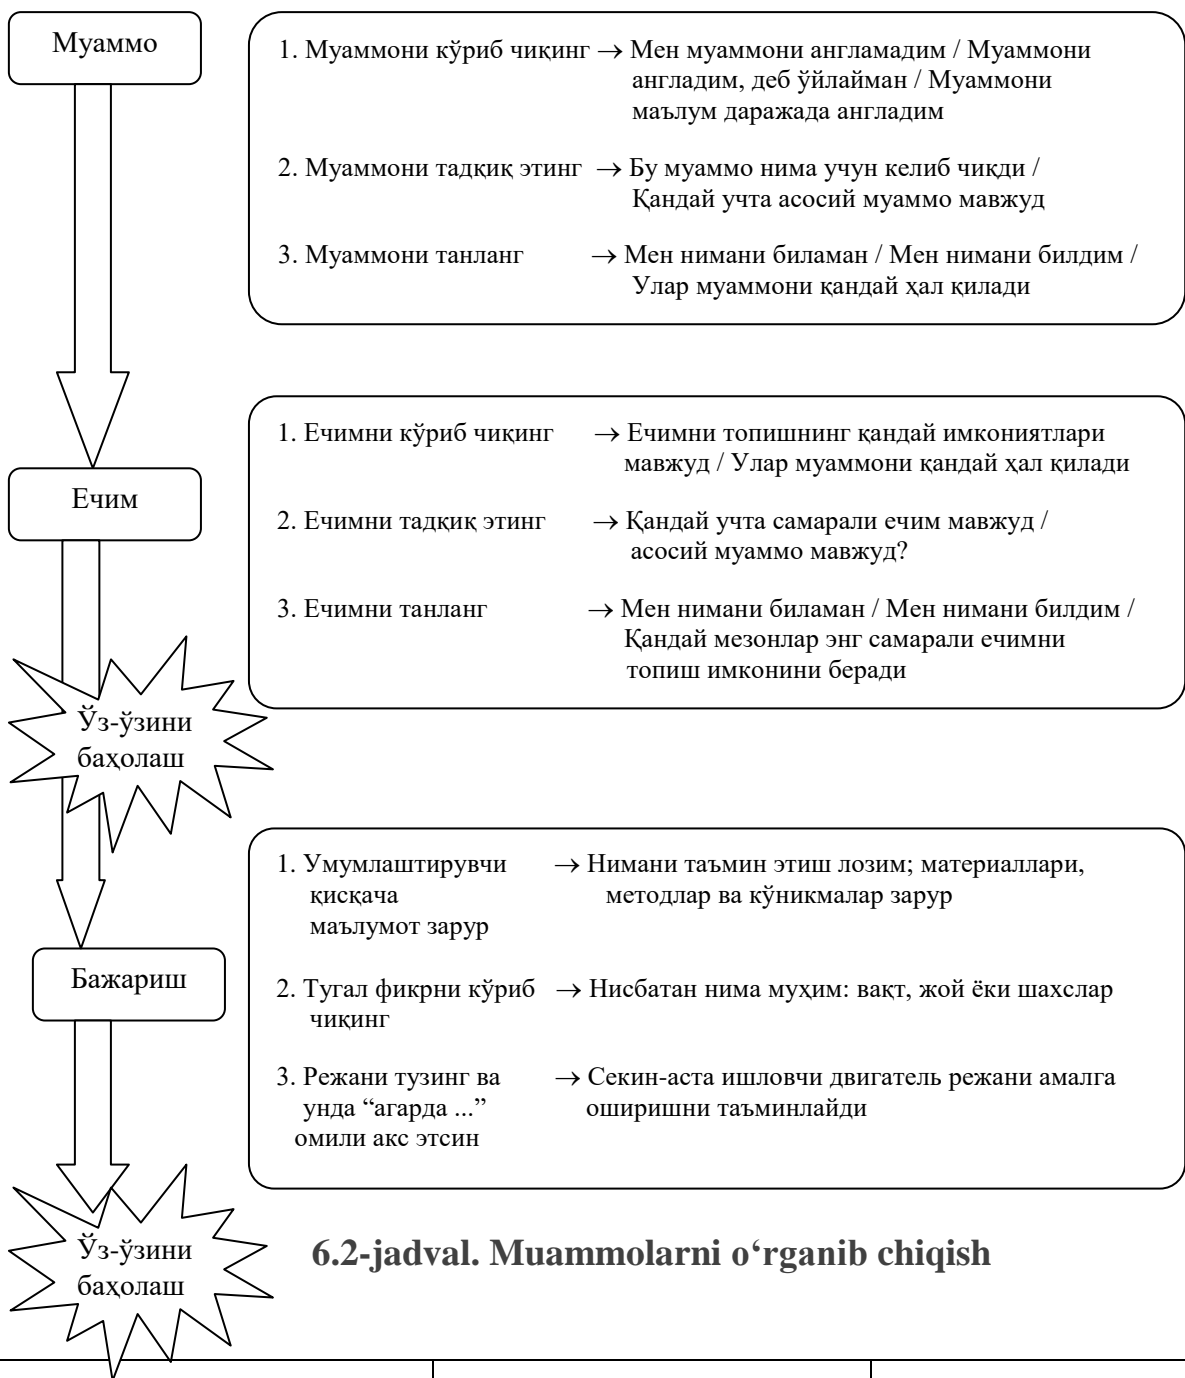 Муаммо
1. Муаммони кўриб чиқинг → Мен муаммони англамадим / Муаммони
англадим, деб ўйлайман / Муаммони
маълум даражада англадим
2. Муаммони тадқиқ этинг → Бу муаммо нима учун келиб чиқди /
Қандай учта асосий муаммо мавжуд
3. Муаммони танланг → Мен нимани биламан / Мен нимани билдим /
Улар муаммони қандай ҳал қилади
Ечим
1. Ечимни кўриб чиқинг → Ечимни топишнинг қандай имкониятлари
мавжуд / Улар муаммони қандай ҳал қилади
2. Ечимни тадқиқ этинг → Қандай учта самарали ечим мавжуд /
асосий муаммо мавжуд?
3. Ечимни танланг → Мен нимани биламан / Мен нимани билдим /
Қандай мезонлар энг самарали ечимни
топиш имконини беради
Ўз-ўзини
баҳолаш
1. Умумлаштирувчи → Нимани таъмин этиш лозим; материаллари,
қисқача методлар ва кўникмалар зарур
маълумот зарур
Бажариш
2. Тугал фикрни кўриб → Нисбатан нима муҳим: вақт, жой ёки шахслар
чиқинг
3. Режани тузинг ва → Секин-аста ишловчи двигатель режани амалга
унда “агарда ...” оширишни таъминлайди
омили акс этсин
Ўз-ўзини
баҳолаш
6.2-jadval. Muammolarni o‘rganib chiqish